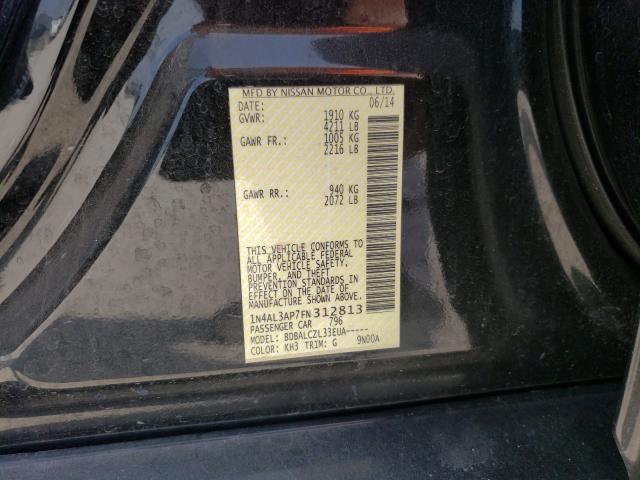 MFD BY NISSAN MOTOR CO., LTD.
DATE: 06/14
GVWR: 1910 KG
4211 LB
GAWR FR.: 1005 KG
2216 LB
GAWR RR.: 940 KG
2072 LB
THIS VEHICLE CONFORMS TO
ALL APPLICABLE FEDERAL
MOTOR VEHICLE SAFETY,
BUMPER, AND THEFT
PREVENTION STANDARDS
IN EFFECT ON THE DATE OF
MANUFACTURE SHOWN ABOVE.
1N4AL3AP7FN312813
PASSENGER CAR 796
MODEL: BDBALCZL33EUA-----
COLOR: KH3 TRIM: G 9N00A